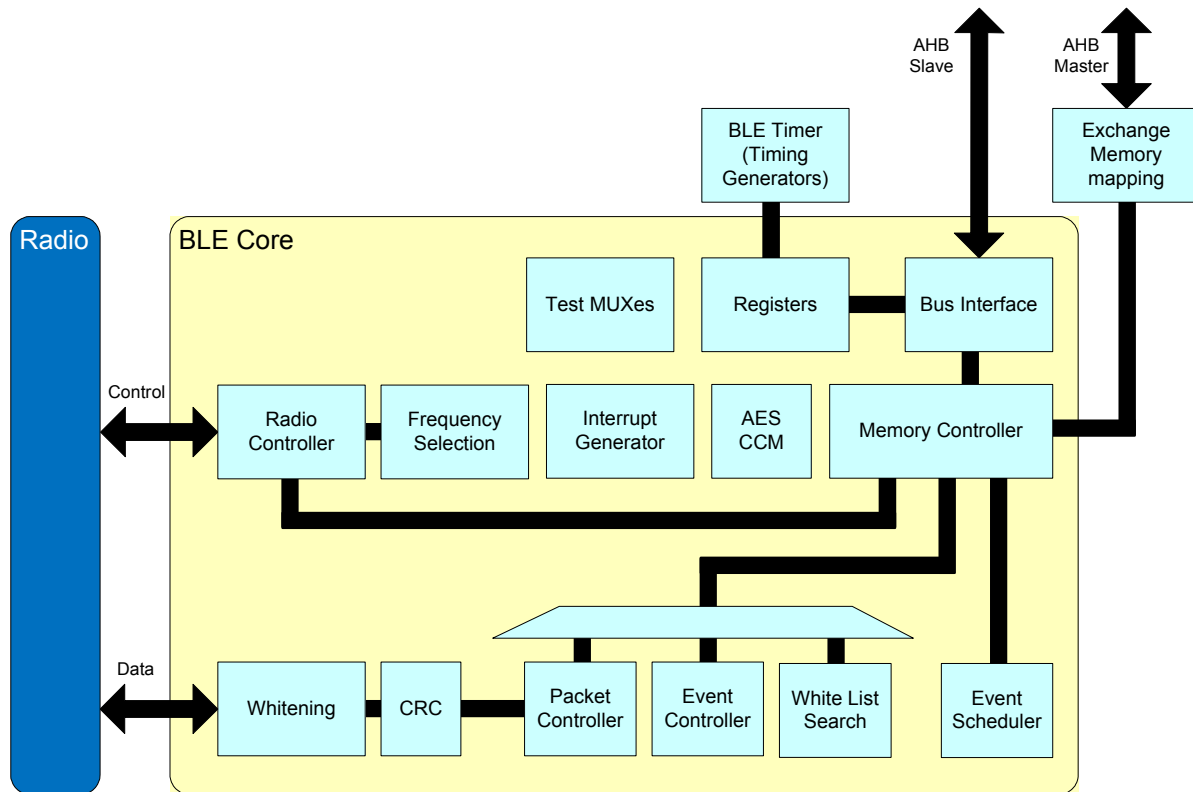 AHB
Slave
AHB
Master
BLE Timer
(Timing
Generators)
Exchange
Memory
mapping
Radio
BLE Core
Test MUXes
Registers
Bus Interface
Control
Radio
Controller
Frequency
Selection
Interrupt
Generator
AES
CCM
Memory Controller
Data
Whitening
CRC
Packet
Controller
Event
Controller
White List
Search
Event
Scheduler